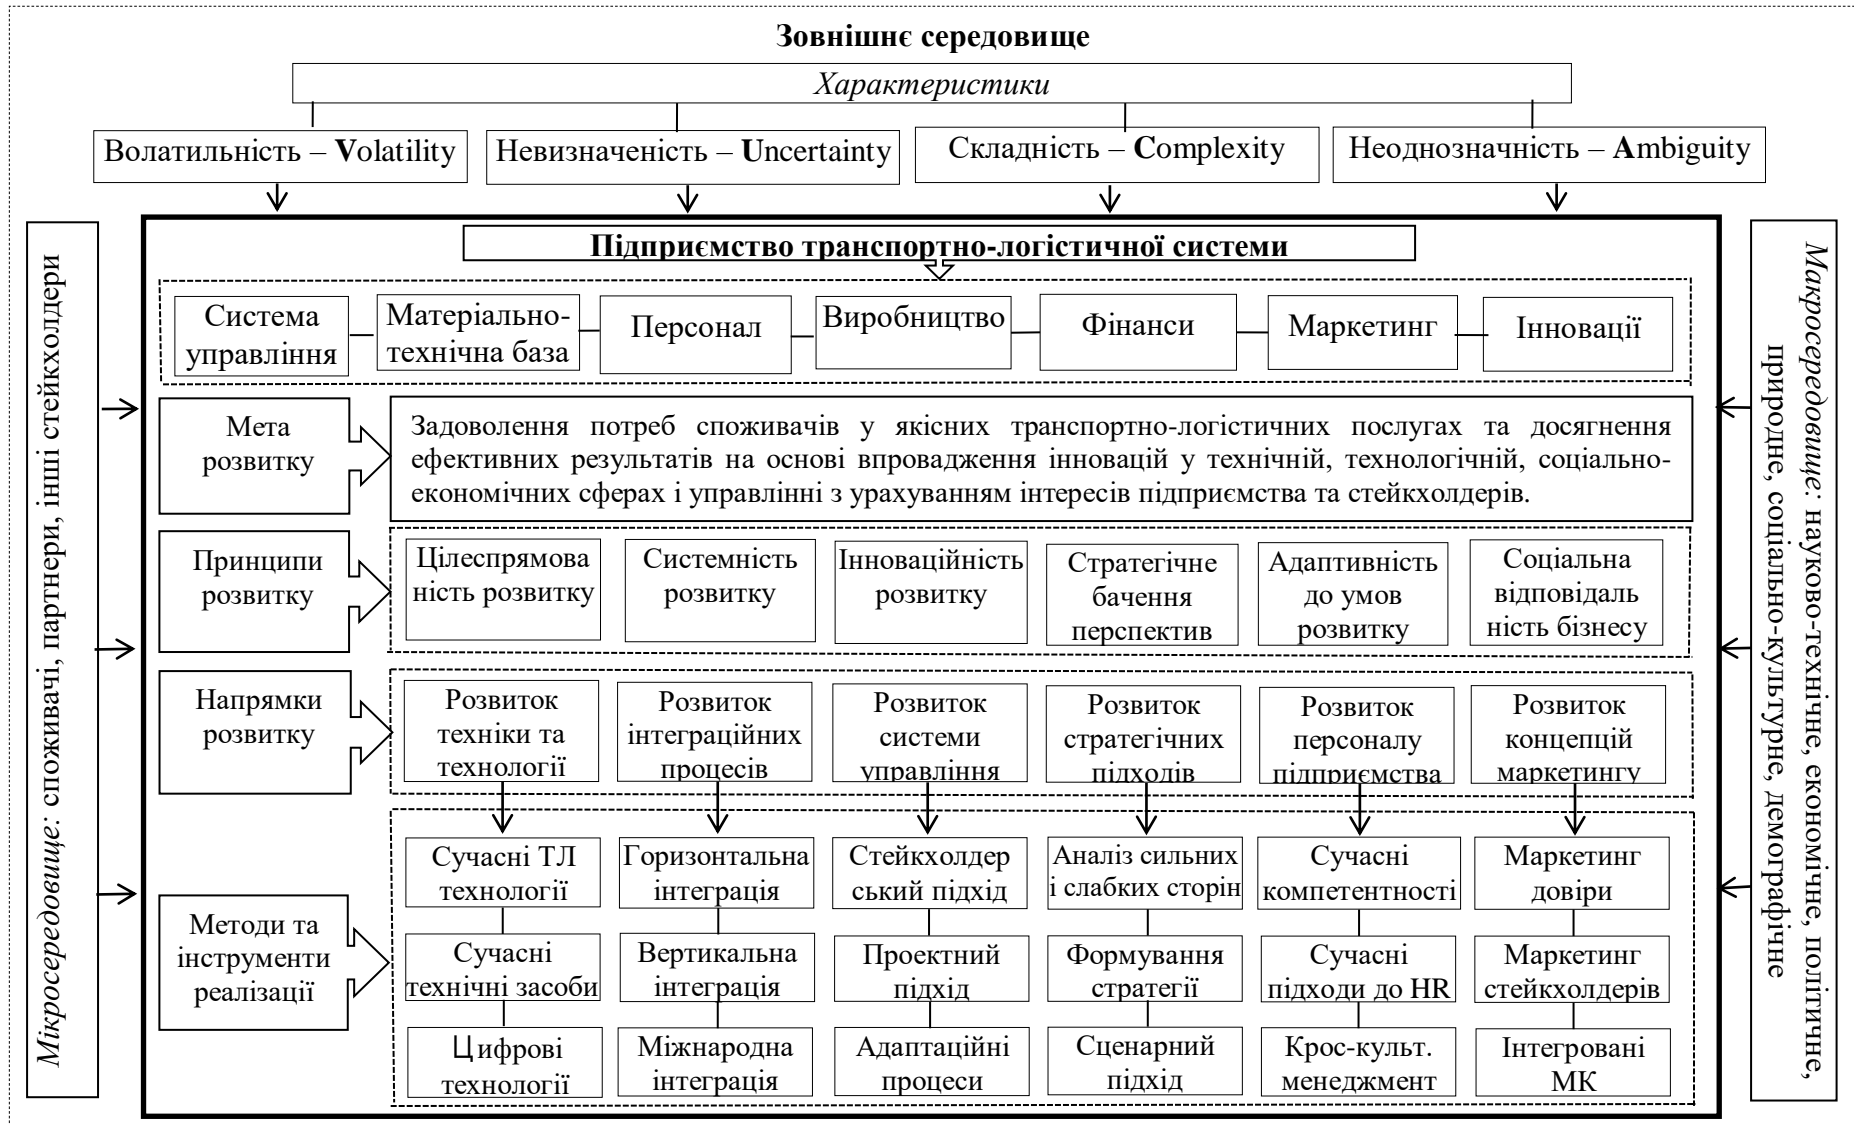 Зовнішнє середовище
Характеристики
Волатильність – Volatility
Невизначеність – Uncertainty
Складність – Complexity
Неоднозначність – Ambiguity
Мікросередовище: споживачі, партнери, інші стейкхолдери
Підприємство транспортно-логістичної системи
Система
управління
Матеріально-
технічна база
Персонал
Виробництво
Фінанси
Маркетинг
Інновації
Мета
розвитку
Задоволення потреб споживачів у якісних транспортно-логістичних послугах та досягнення
ефективних результатів на основі впровадження інновацій у технічній, технологічній, соціально-
економічних сферах і управлінні з урахуванням інтересів підприємства та стейкхолдерів.
Принципи
розвитку
Цілеспрямова
ність розвитку
Системність
розвитку
Інноваційність
розвитку
Стратегічне
бачення
перспектив
Адаптивність
до умов
розвитку
Соціальна
відповідаль
ність бізнесу
Напрямки
розвитку
Розвиток
техніки та
технології
Розвиток
інтеграційних
процесів
Розвиток
системи
управління
Розвиток
стратегічних
підходів
Розвиток
персоналу
підприємства
Розвиток
концепцій
маркетингу
Методи та
інструменти
реалізації
Сучасні ТЛ
технології
Горизонтальна
інтеграція
Стейкхолдер
ський підхід
Аналіз сильних
і слабких сторін
Сучасні
компетентності
Маркетинг
довіри
Сучасні
технічні засоби
Вертикальна
інтеграція
Проектний
підхід
Формування
стратегії
Сучасні
підходи до HR
Маркетинг
стейкхолдерів
Цифрові
технології
Міжнародна
інтеграція
Адаптаційні
процеси
Сценарний
підхід
Крос-культ.
менеджмент
Інтегровані
МК
Макросередовище: науково-технічне, економічне, політичне,
природне, соціально-культурне, демографічне